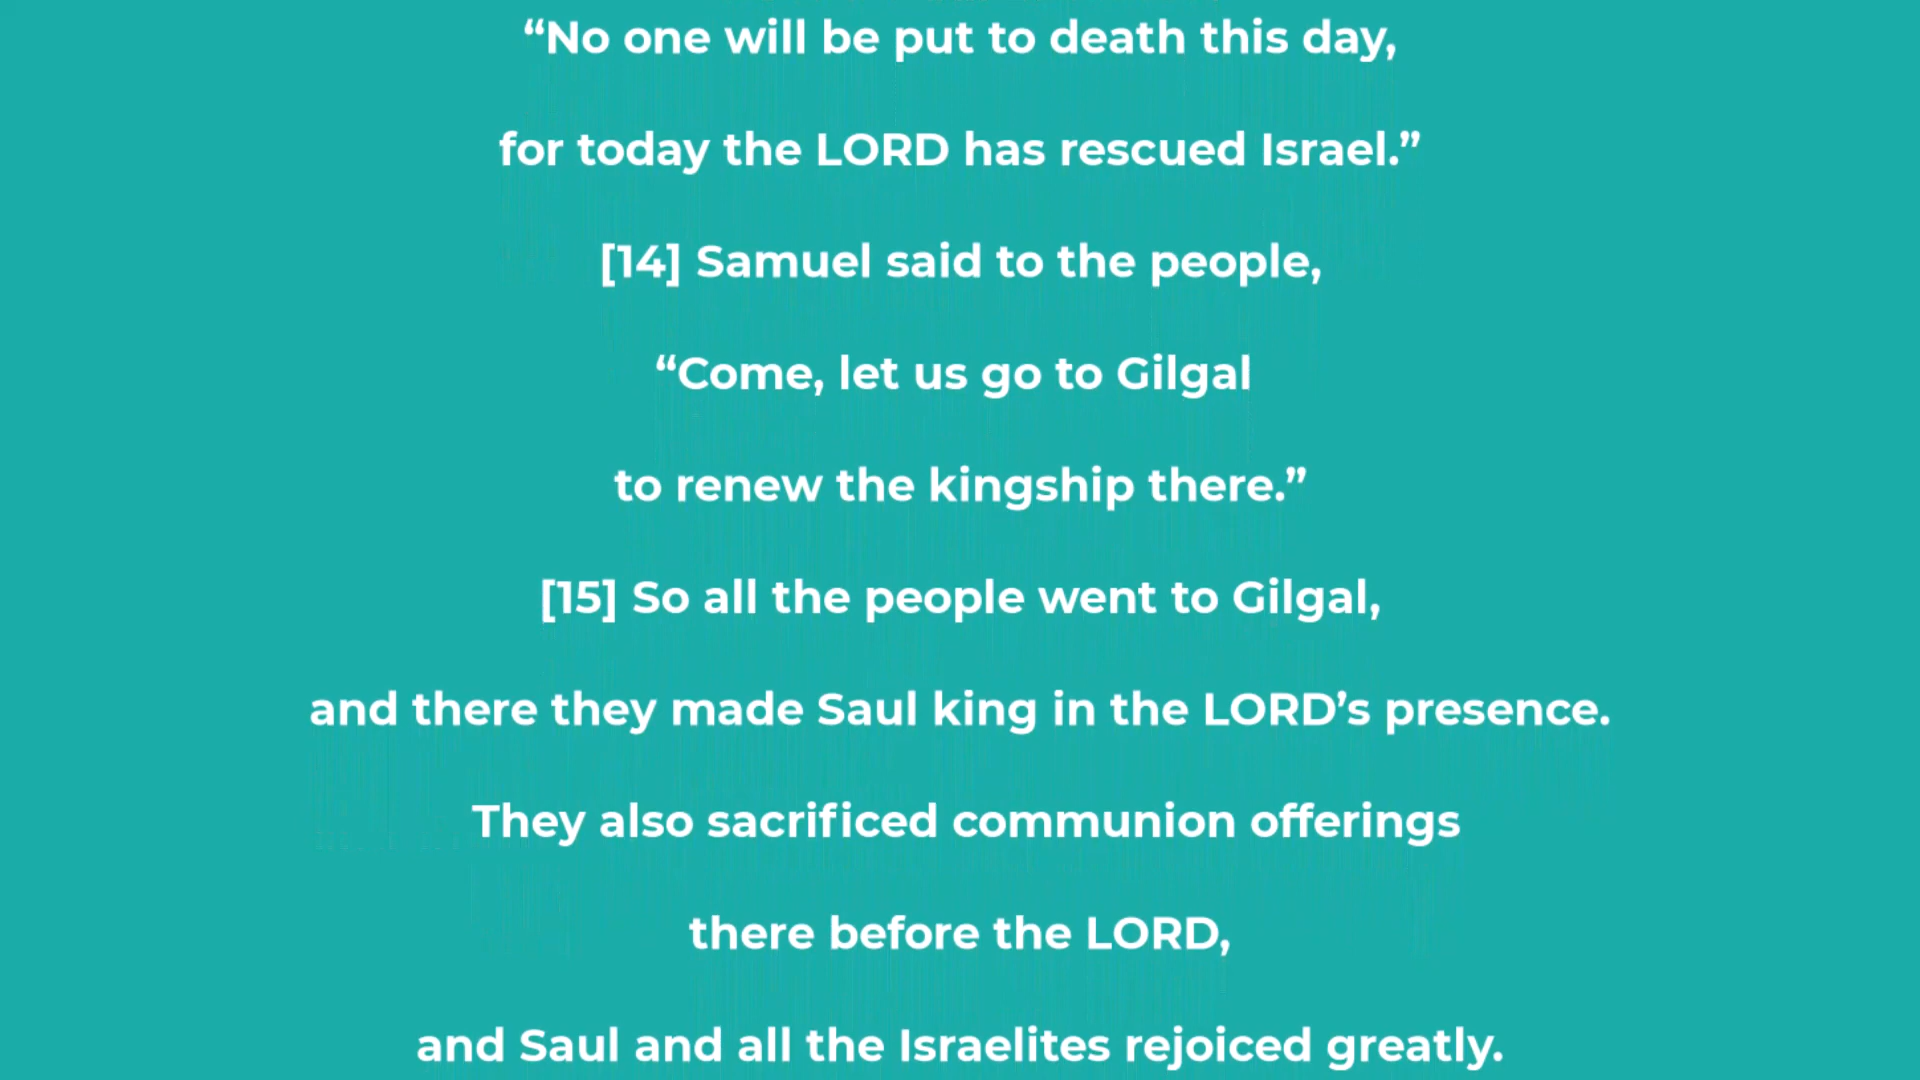 “No one will be put to death this day,
for today the LORD has rescued Israel.”
[14] Samuel said to the people,
“Come, let us go to Gilgal
to renew the kingship there.”
[15] So all the people went to Gilgal,
and there they made Saul king in the LORD’s presence.
They also sacrificed communion offerings
there before the LORD,
and Saul and all the Israelites rejoiced greatly.